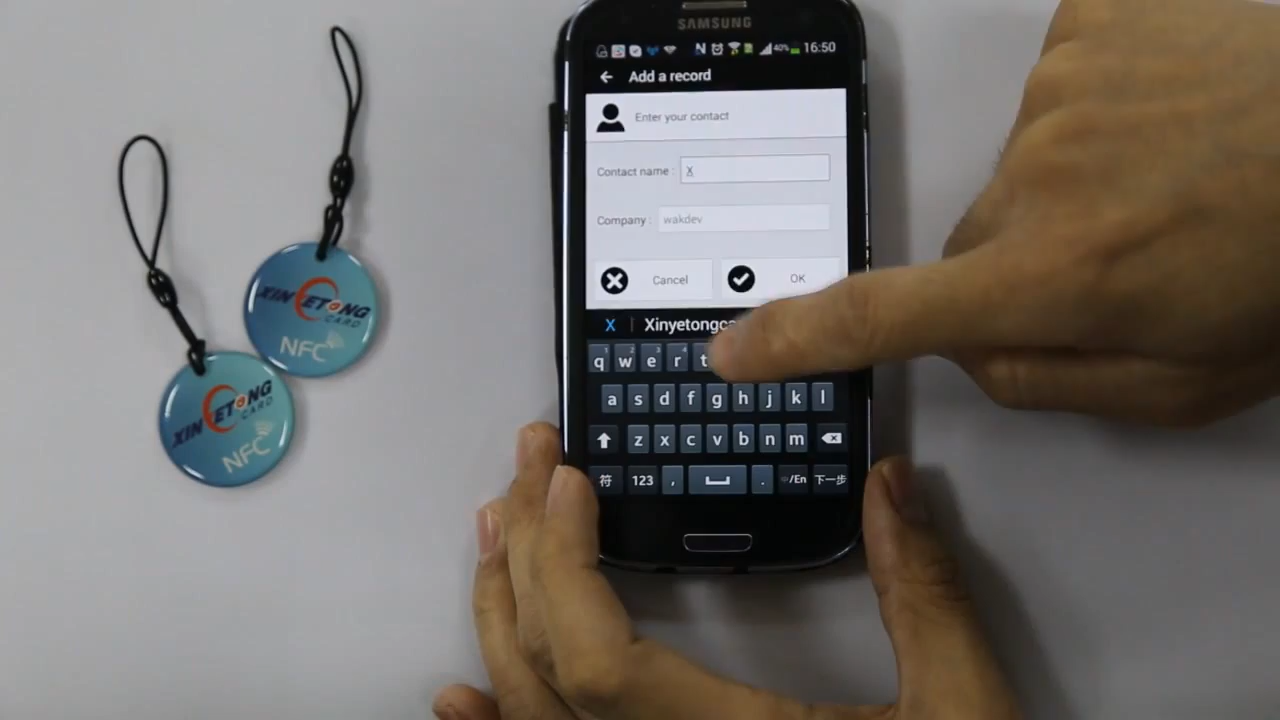 SAMSUNG
N 40% 16:50
Add a record
Enter your contact
Contact name : X
Company : wakdev
Cancel OK
X Xinyetongca
q w e r t
a s d f g h j k l
z x c v b n m
符 123 , . /En 下一步
XINYETONG
CARD
NFC
XINYETONG
CARD
NFC